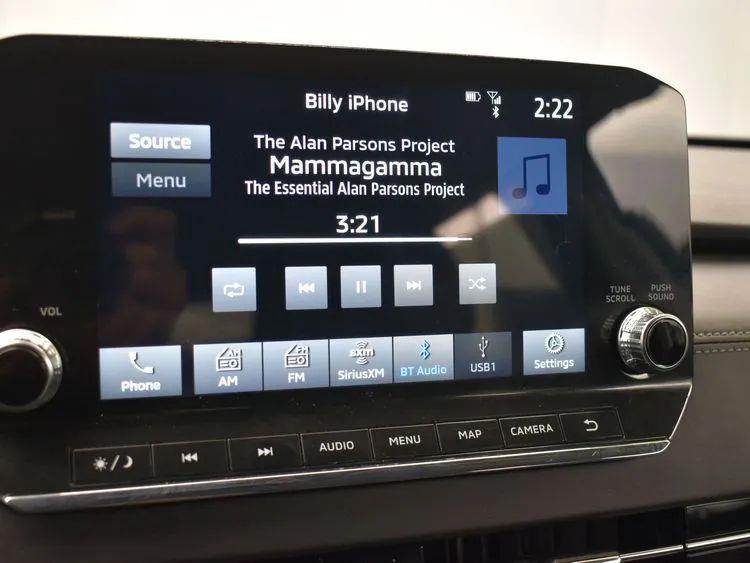 Billy iPhone
2:22
Source
Menu
The Alan Parsons Project
Mammagamma
The Essential Alan Parsons Project
3:21
VOL
TUNE
SCROLL
PUSH
SOUND
Phone
AM
FM
SXM
SiriusXM
BT Audio
USB1
Settings
AUDIO
MENU
MAP
CAMERA